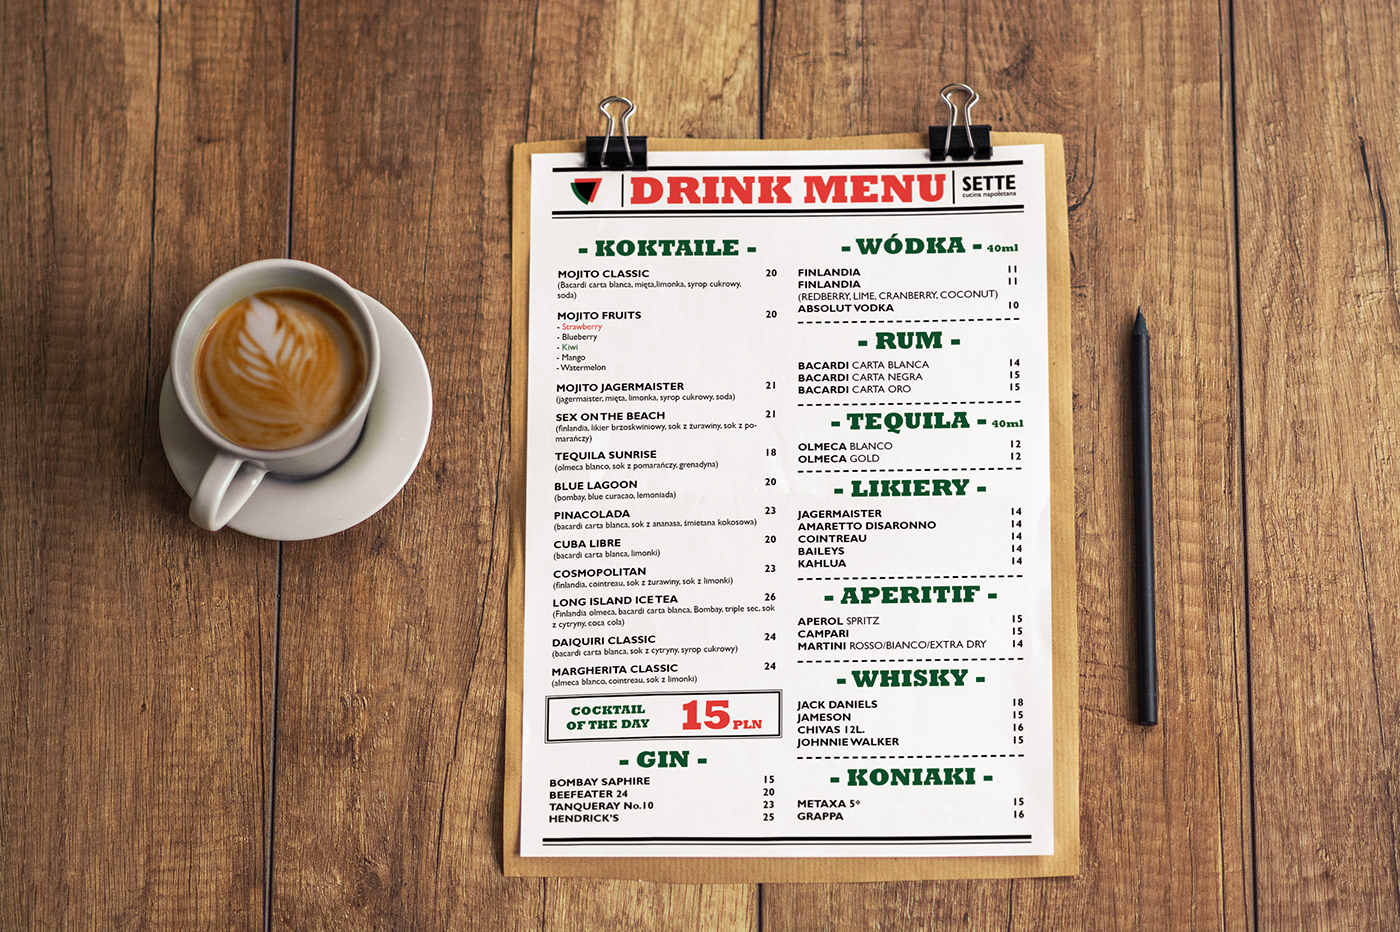 DRINK MENU
SETTE
cucina napoletana
- KOKTAILE -
MOJITO CLASSIC 20
(Bacardi carta blanca, mięta,limonka, syrop cukrowy,
soda)
MOJITO FRUITS 20
- Strawberry
- Blueberry
- Kiwi
- Mango
- Watermelon
MOJITO JAGERMAISTER 21
(jagermaister, mięta, limonka, syrop cukrowy, soda)
SEX ON THE BEACH 21
(finlandia, likier brzoskwiniowy, sok z żurawiny, sok z po-
marańczy)
TEQUILA SUNRISE 18
(olmeca blanco, sok z pomarańczy, grenadyna)
BLUE LAGOON 20
(bombay, blue curacao, lemoniada)
PINACOLADA 23
(bacardi carta blanca, sok z ananasa, śmietana kokosowa)
CUBA LIBRE 20
(bacardi carta blanca, limonki)
COSMOPOLITAN 23
(finlandia, cointreau, sok z żurawiny, sok z limonki)
LONG ISLAND ICE TEA 26
(Finlandia olmeca, bacardi carta blanca, Bombay, triple sec, sok
z cytryny, coca cola)
DAIQUIRI CLASSIC 24
(bacardi carta blanca, sok z cytryny, syrop cukrowy)
MARGHERITA CLASSIC 24
(almeca blanco, cointreau, sok z limonki)
COCKTAIL
OF THE DAY
15 PLN
- GIN -
BOMBAY SAPHIRE 15
BEEFEATER 24 20
TANQUERAY No.10 23
HENDRICK'S 25
- WÓDKA - 40ml
FINLANDIA 11
FINLANDIA 11
(REDBERRY, LIME, CRANBERRY, COCONUT)
ABSOLUT VODKA 10
- RUM -
BACARDI CARTA BLANCA 14
BACARDI CARTA NEGRA 15
BACARDI CARTA ORO 15
- TEQUILA - 40ml
OLMECA BLANCO 12
OLMECA GOLD 12
- LIKIERY -
JAGERMAISTER 14
AMARETTO DISARONNO 14
COINTREAU 14
BAILEYS 14
KAHLUA 14
- APERITIF -
APEROL SPRITZ 15
CAMPARI 15
MARTINI ROSSO/BIANCO/EXTRA DRY 14
- WHISKY -
JACK DANIELS 18
JAMESON 15
CHIVAS 12L. 16
JOHNNIE WALKER 15
- KONIAKI -
METAXA 5* 15
GRAPPA 16